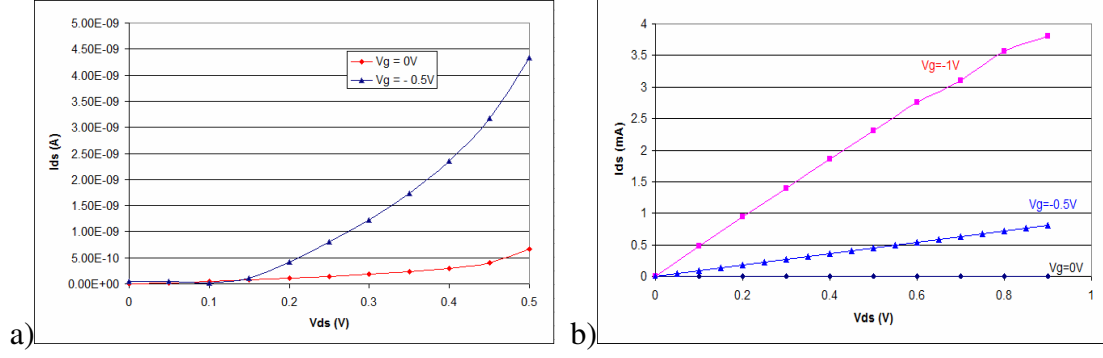 5.00E-09
4.50E-09
4.00E-09
3.50E-09
3.00E-09
2.50E-09
2.00E-09
1.50E-09
1.00E-09
5.00E-10
0.00E+00
Ids (A)
Vg = 0V
Vg = - 0.5V
0 0.1 0.2 0.3 0.4 0.5
Vds (V)
a)
4
3.5
3
2.5
2
1.5
1
0.5
0
Ids (mA)
Vg=-1V
Vg=-0.5V
Vg=0V
0 0.2 0.4 0.6 0.8 1
Vds (V)
b)